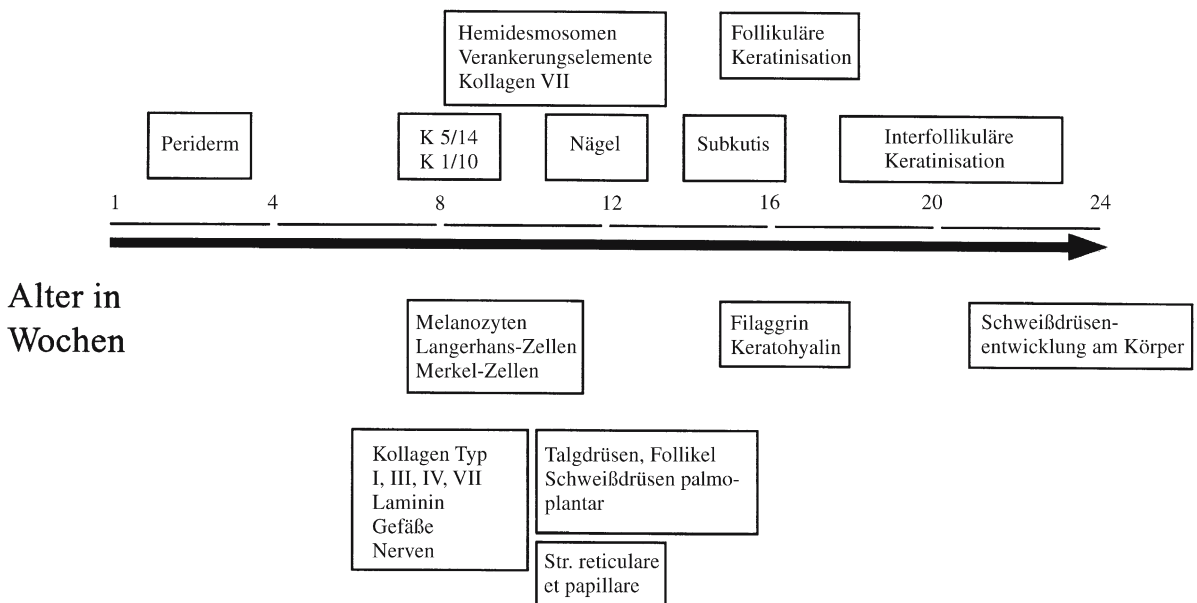 Hemidesmosomen
Verankerungselemente
Kollagen VII
Follikuläre
Keratinisation
Periderm
K 5/14
K 1/10
Nägel
Subkutis
Interfollikuläre
Keratinisation
1 4 8 12 16 20 24
Alter in
Wochen
Melanozyten
Langerhans-Zellen
Merkel-Zellen
Filaggrin
Keratohyalin
Schweißdrüsen-
entwicklung am Körper
Kollagen Typ
I, III, IV, VII
Laminin
Gefäße
Nerven
Talgdrüsen, Follikel
Schweißdrüsen palmo-
plantar
Str. reticulare
et papillare